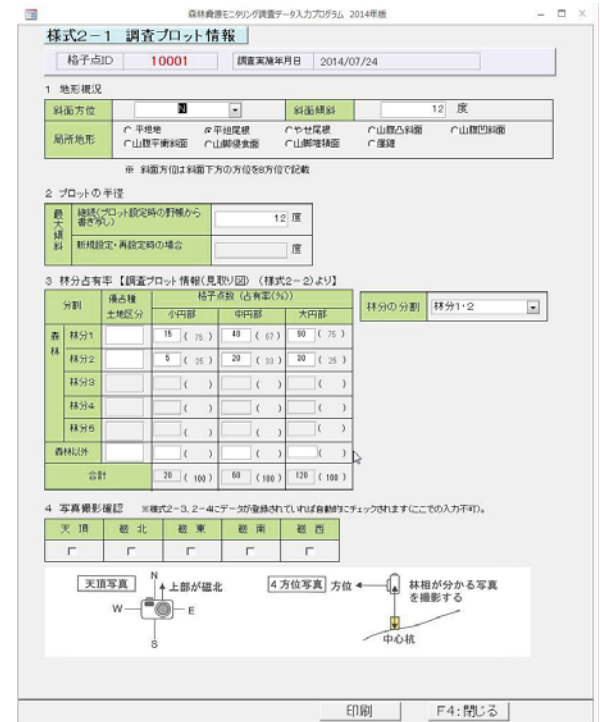 森林資源モニタリング調査データ入力プログラム 2014年版
様式2-1 調査プロット情報
格子点ID 10001 調査実施年月日 2014/07/24
1 地形概況
斜面方位 N 斜面傾斜 12 度
局所地形 平坦地 平坦尾根 やせ尾根 山腹凸斜面 山腹凹斜面
山腹平衡斜面 山脚侵食面 山脚堆積面 崖錐
※ 斜面方位は斜面下方の方位を8方位で記載
2 プロットの半径
最大傾斜 継続(プロット設定時の野帳から
書き写し) 12 度
新規設定・再設定時の場合 度
3 林分占有率【調査プロット情報(見取り図)(様式2-2)より】
分割 優占種 格子点数(占有率(%)) 林分の分割 林分1・2
土地区分 小円部 中円部 大円部
森林 林分1 15 (75) 40 (67) 90 (75)
林分2 5 (25) 20 (33) 30 (25)
林分3 ( ) ( ) ( )
林分4 ( ) ( ) ( )
林分5 ( ) ( ) ( )
森林以外 ( ) ( ) ( )
合計 20 (100) 60 (100) 120 (100)
4 写真撮影確認 ※様式2-3、2-4にデータが登録されていれば自動的にチェックされます(ここでの入力不可)。
天頂 磁北 磁東 磁南 磁西
天頂写真 N 上部が磁北 4方位写真 方位 林相が分かる写真
を撮影する
W E
S
中心杭
印刷 F4:閉じる